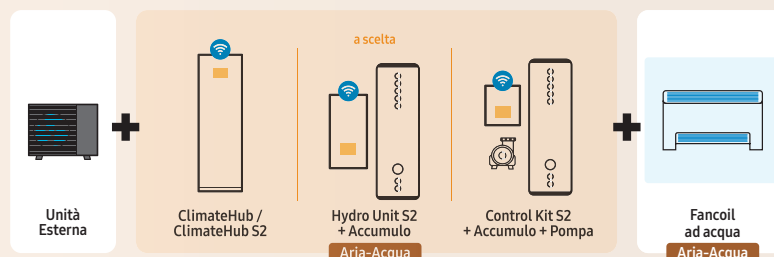 a scelta
Unità
Esterna
ClimateHub /
ClimateHub S2
Hydro Unit S2
+ Accumulo
Aria-Acqua
Control Kit S2
+ Accumulo + Pompa
Fancoil
ad acqua
Aria-Acqua